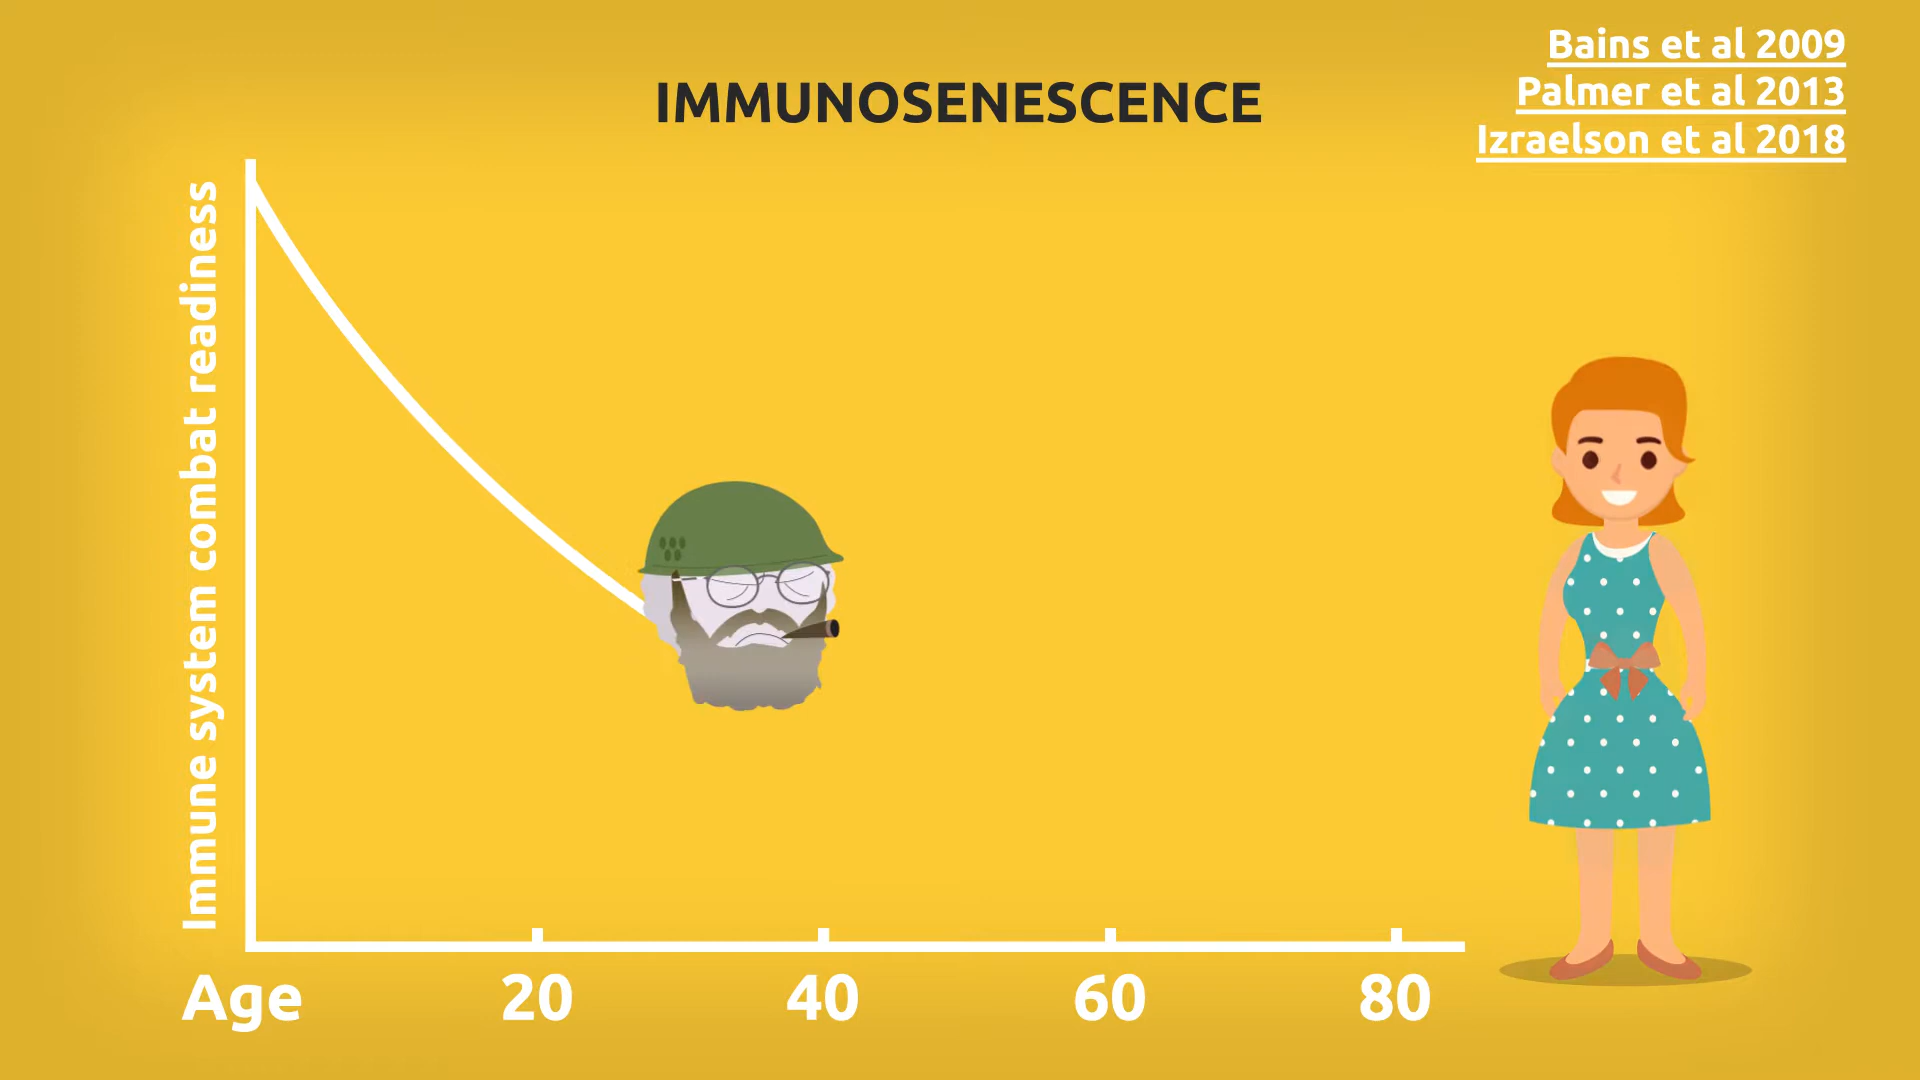 IMMUNOSENESCENCE
Bains et al 2009
Palmer et al 2013
Izraelson et al 2018
Immune system combat readiness
Age
20
40
60
80